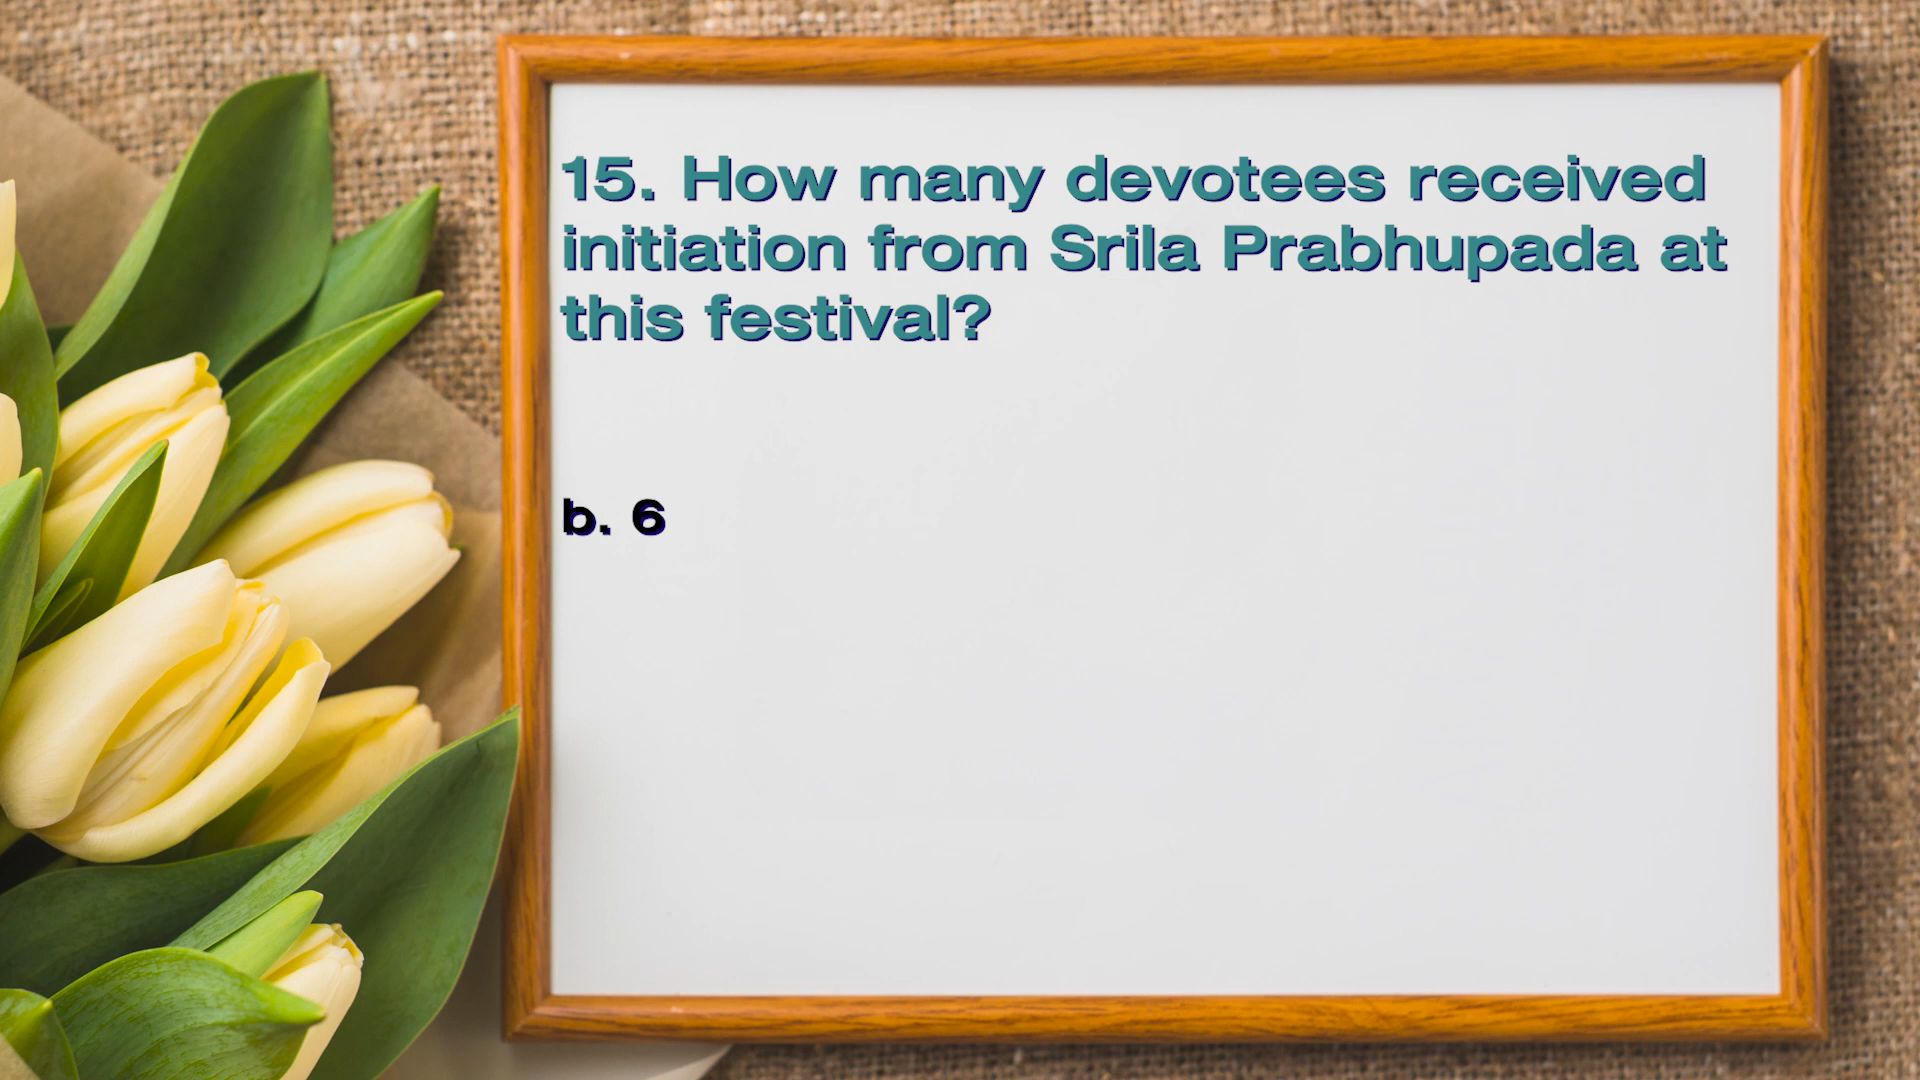 15. How many devotees received
initiation from Srila Prabhupada at
this festival?
b. 6